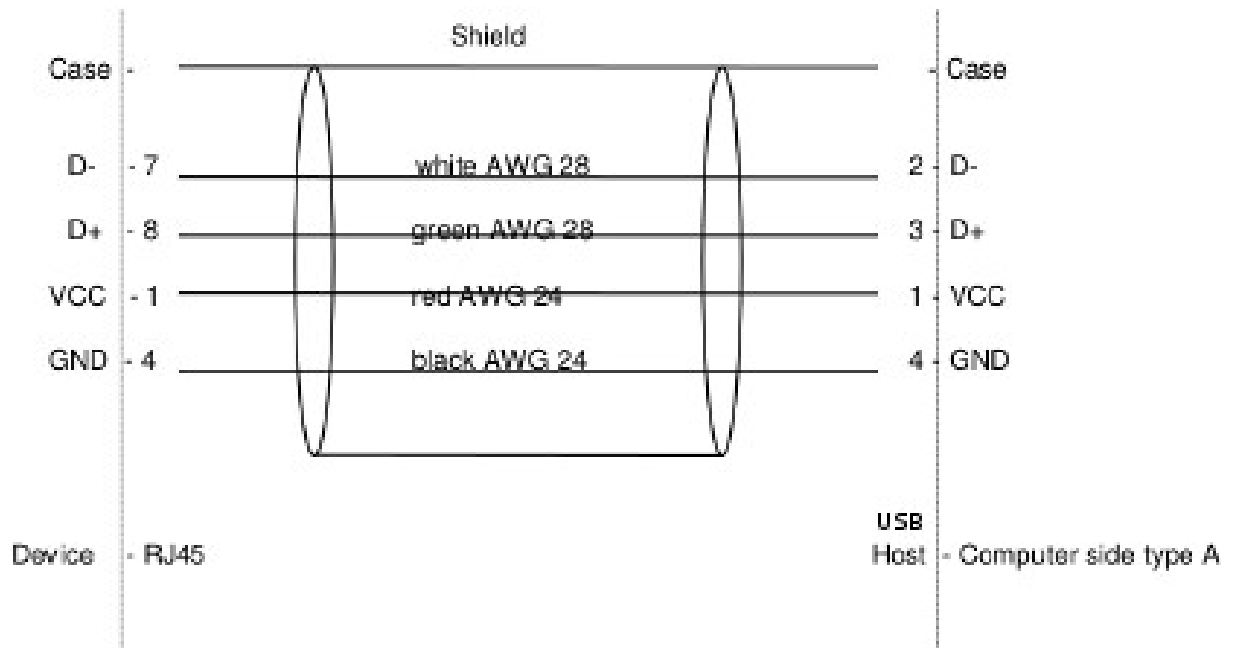 Shield
Case - - Case
D- - 7 white AWG 28 2 - D-
D+ - 8 green AWG 28 3 - D+
VCC - 1 red AWG 24 1 - VCC
GND - 4 black AWG 24 4 - GND
USB
Device - RJ45 Host - Computer side type A